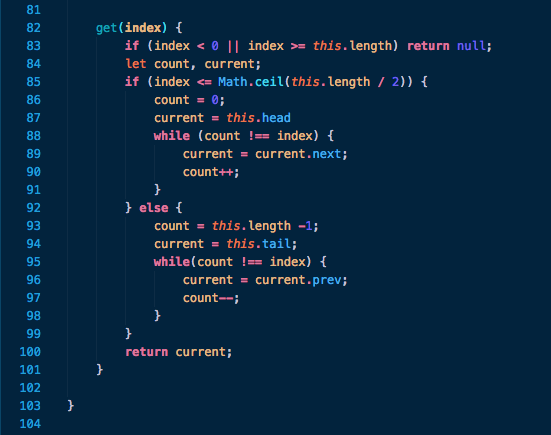 81
82 get(index) {
83 if (index < 0 || index >= this.length) return null;
84 let count, current;
85 if (index <= Math.ceil(this.length / 2)) {
86 count = 0;
87 current = this.head
88 while (count !== index) {
89 current = current.next;
90 count++;
91 }
92 } else {
93 count = this.length -1;
94 current = this.tail;
95 while(count !== index) {
96 current = current.prev;
97 count--;
98 }
99 }
100 return current;
101 }
102
103 }
104